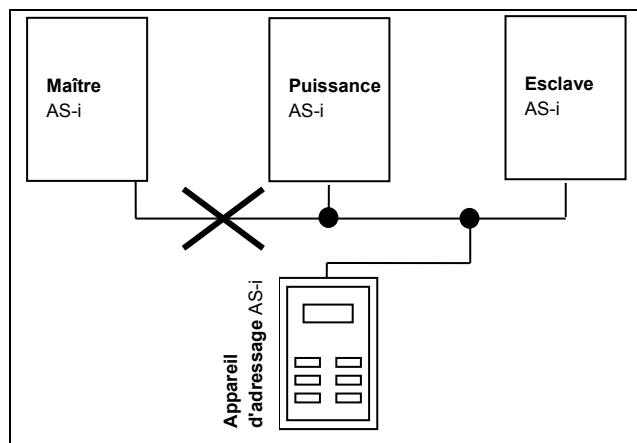 Maître
AS-i
Puissance
AS-i
Esclave
AS-i
Appareil
d'adressage AS-i